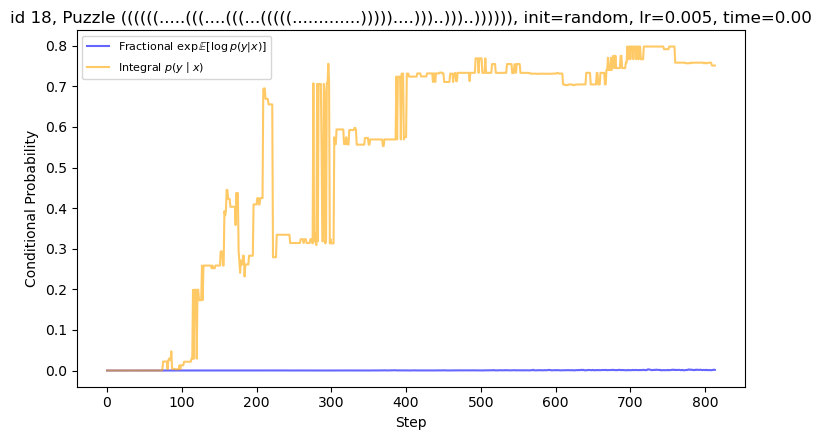 id 18, Puzzle ((((((.....(((....(((...(((((.............)))))....)))..)))..)))))), init=random, lr=0.005, time=0.00
Fractional exp𝔼[log p(y|x)]
Integral p(y | x)
Conditional Probability
0.8
0.7
0.6
0.5
0.4
0.3
0.2
0.1
0.0
0 100 200 300 400 500 600 700 800
Step